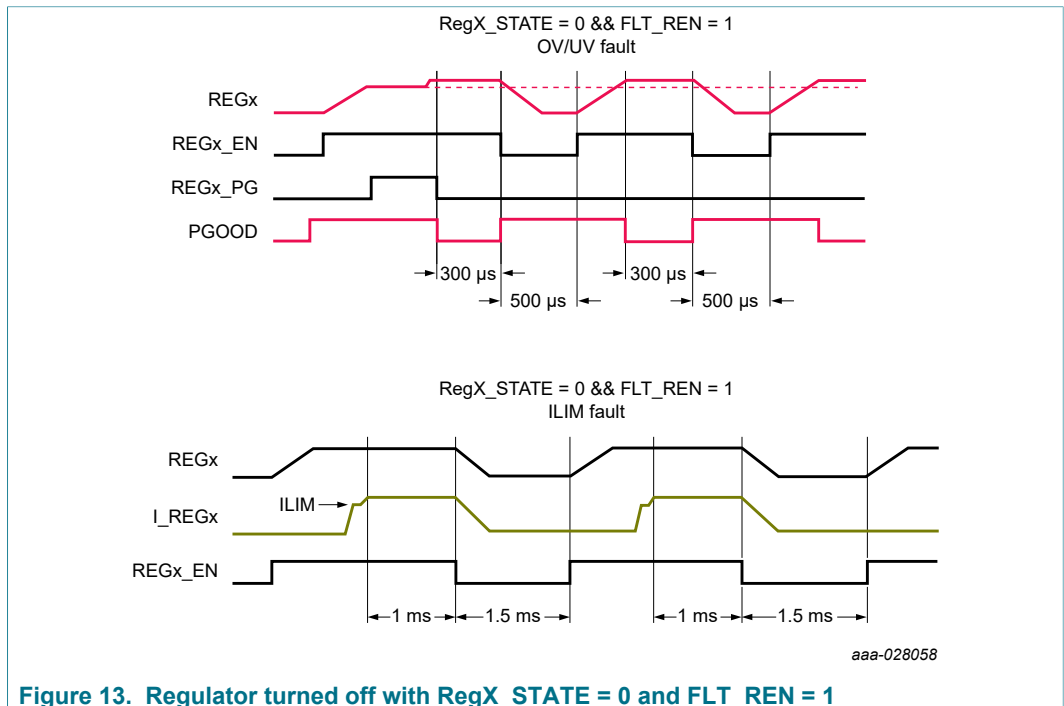 RegX_STATE = 0 && FLT_REN = 1
OV/UV fault
REGx
REGx_EN
REGx_PG
PGOOD
300 µs
300 µs
500 µs
500 µs
RegX_STATE = 0 && FLT_REN = 1
ILIM fault
REGx
ILIM
I_REGx
REGx_EN
1 ms
1.5 ms
1 ms
1.5 ms
aaa-028058
Figure 13. Regulator turned off with RegX_STATE = 0 and FLT_REN = 1